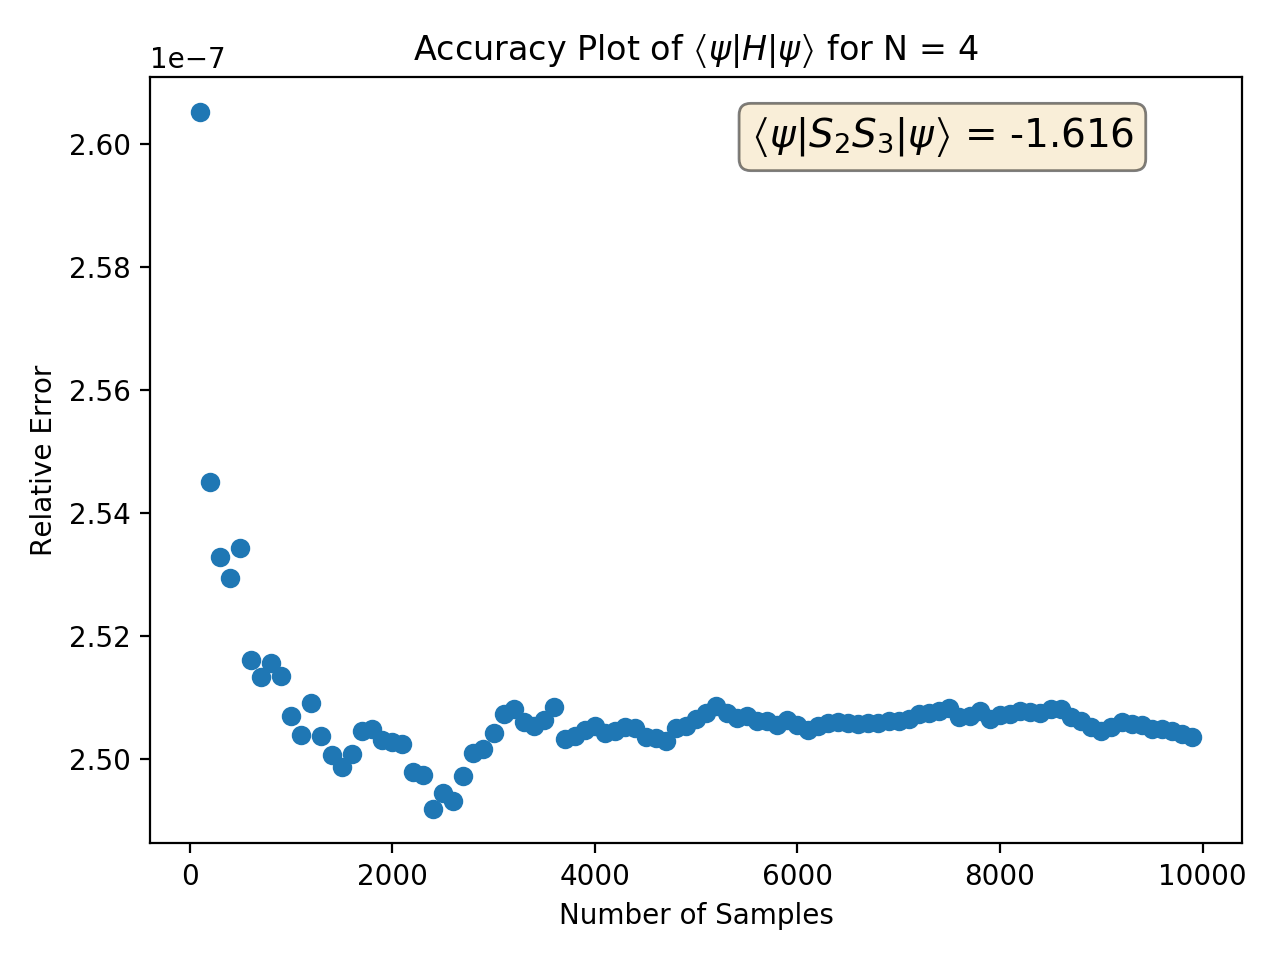 Accuracy Plot of ⟨ψ|H|ψ⟩ for N = 4
1e−7
⟨ψ|S₂S₃|ψ⟩ = -1.616
2.60
2.58
2.56
2.54
2.52
2.50
Relative Error
0 2000 4000 6000 8000 10000
Number of Samples